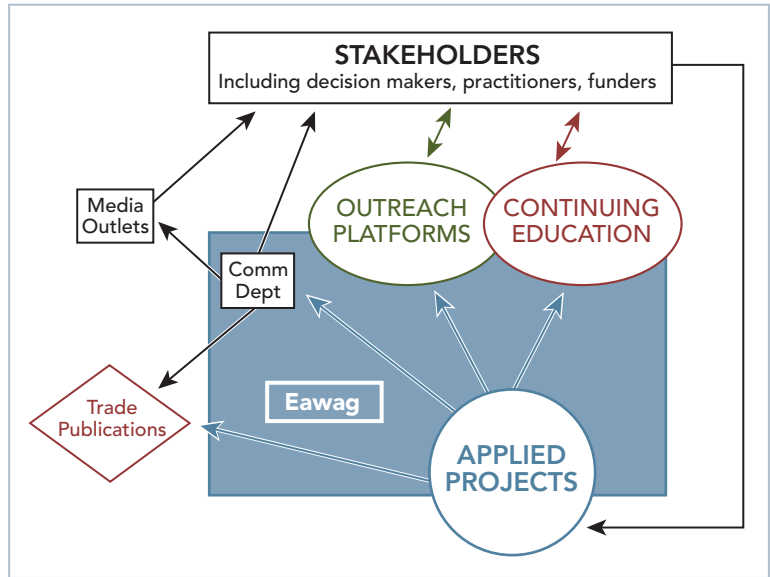 STAKEHOLDERS
Including decision makers, practitioners, funders
Media
Outlets
OUTREACH
PLATFORMS
CONTINUING
EDUCATION
Comm
Dept
Trade
Publications
Eawag
APPLIED
PROJECTS